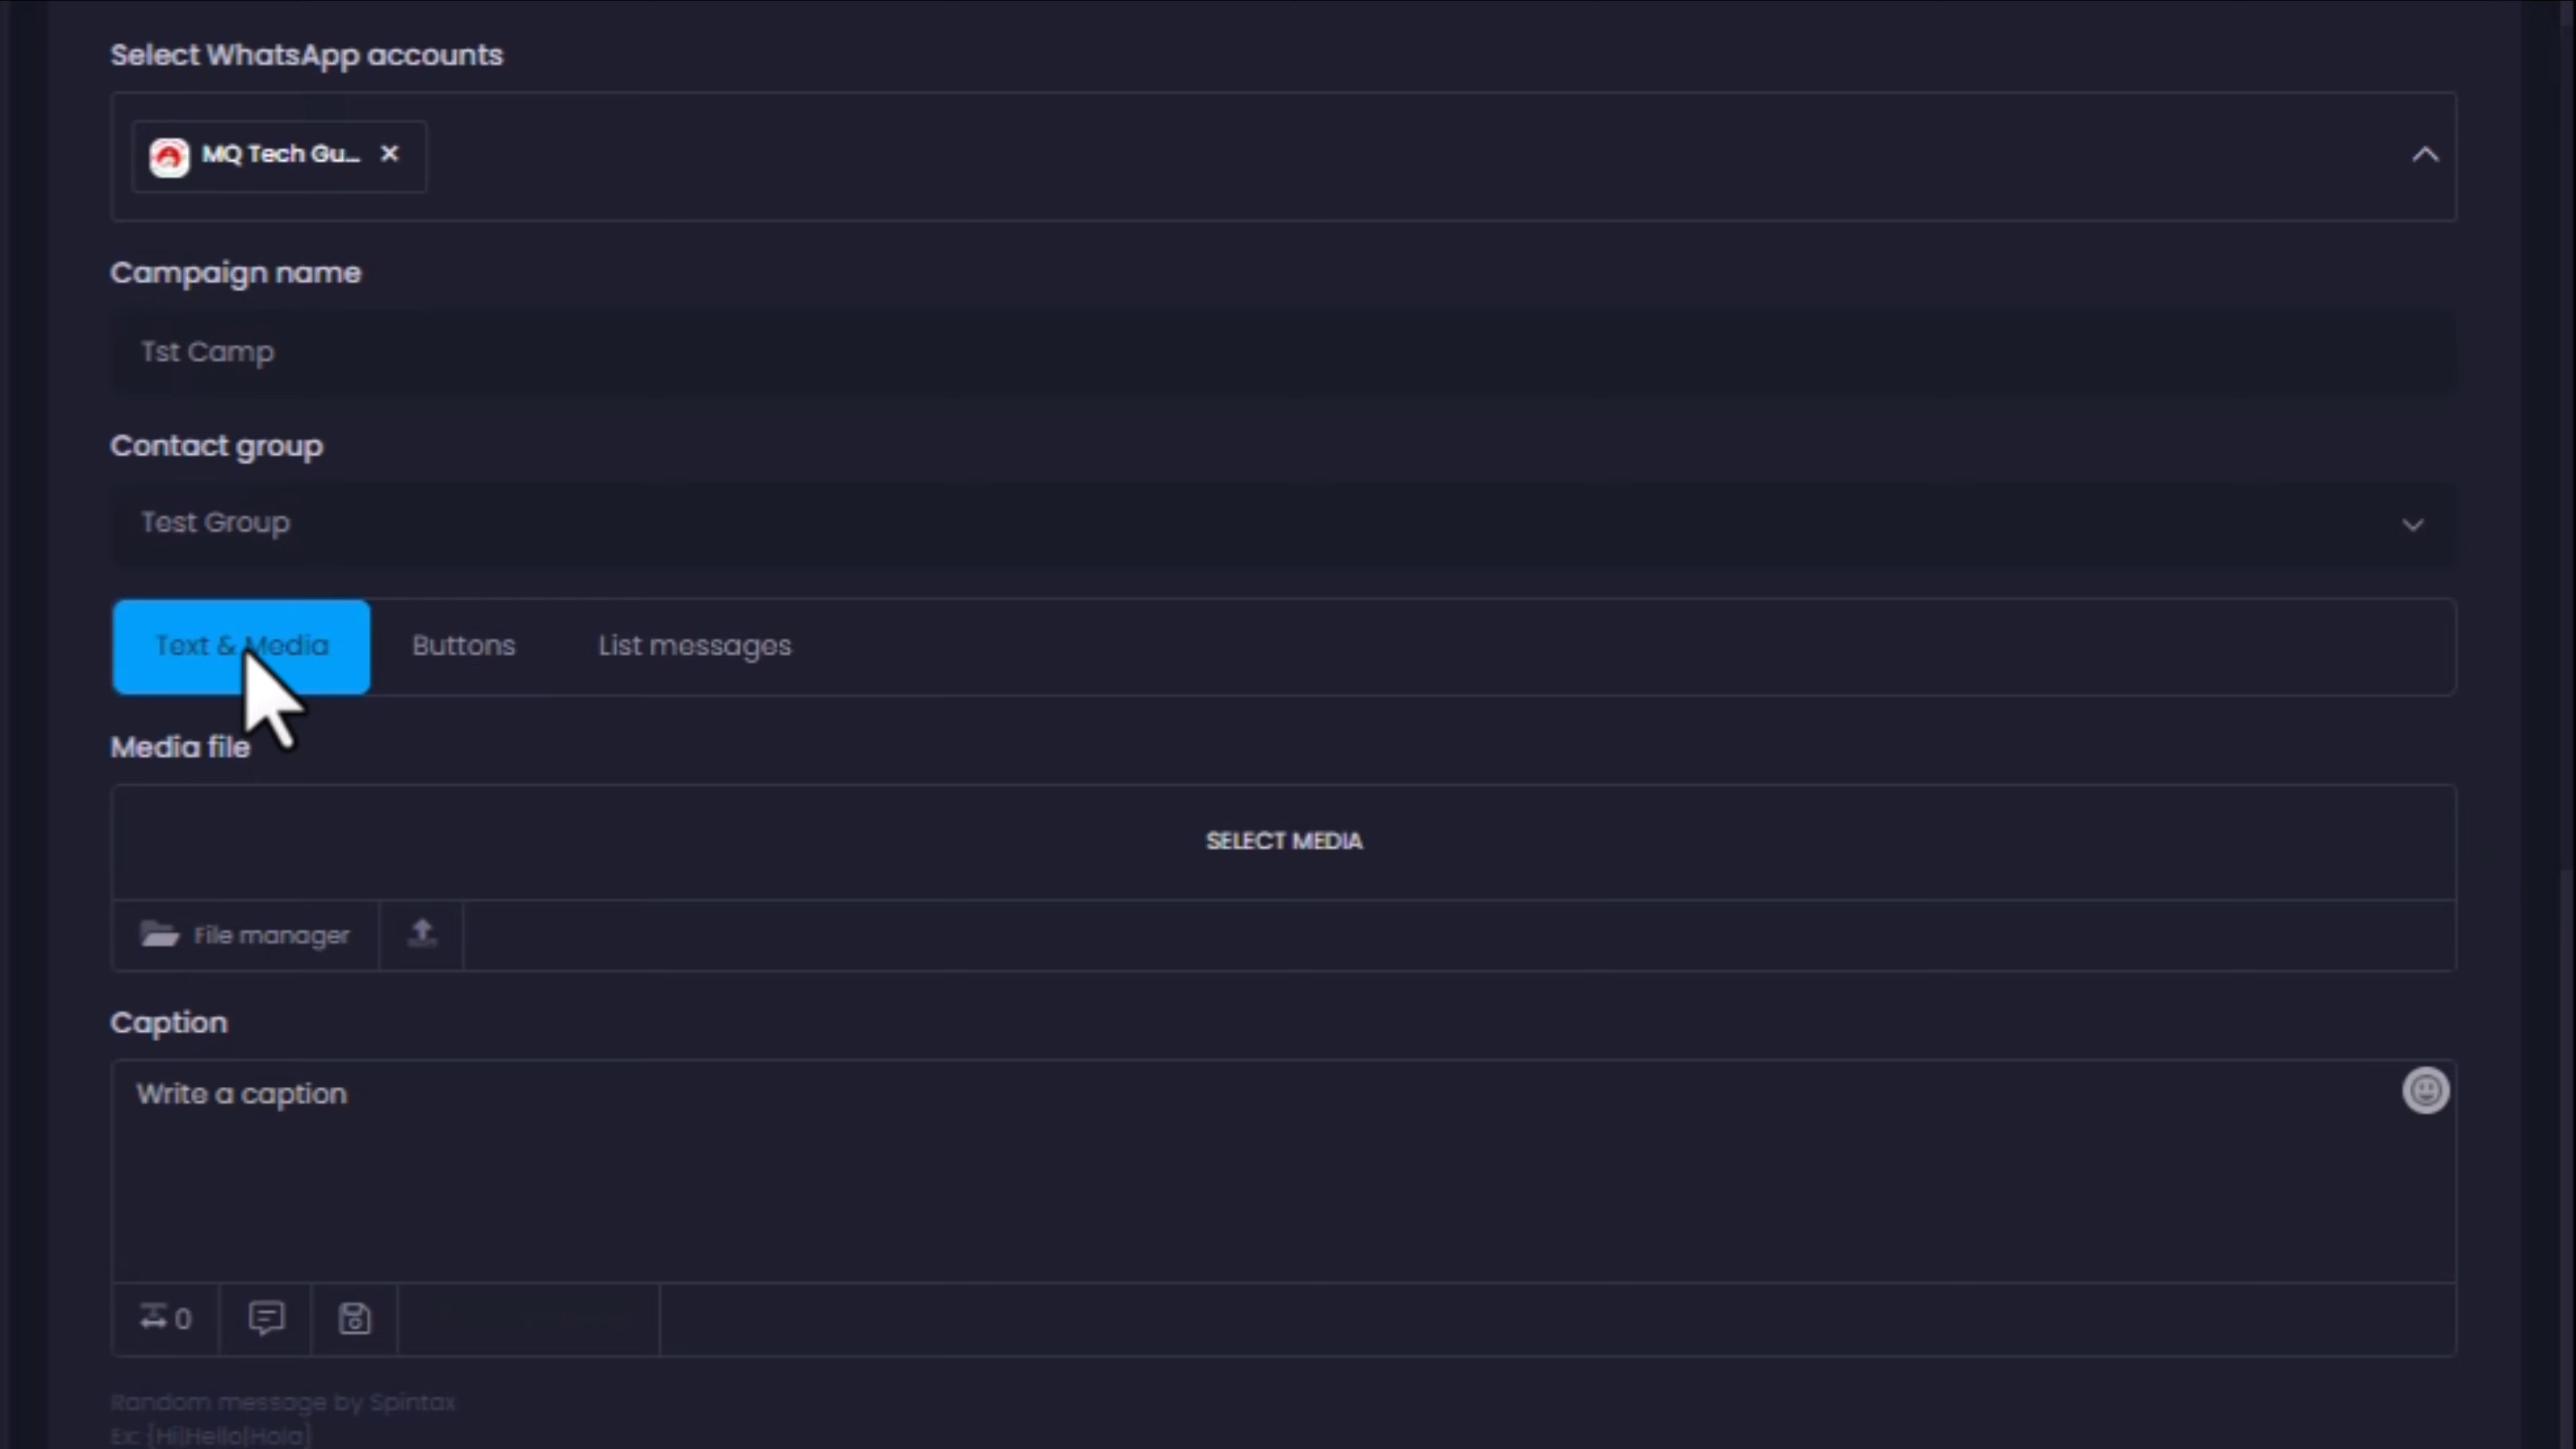 Select WhatsApp accounts
MQ Tech Gu...
Campaign name
Tst Camp
Contact group
Test Group
Text & Media Buttons List messages
Media file
SELECT MEDIA
File manager
Caption
Write a caption
0
Random message by Spintax
Ex: {Hi|Hello|Hola}